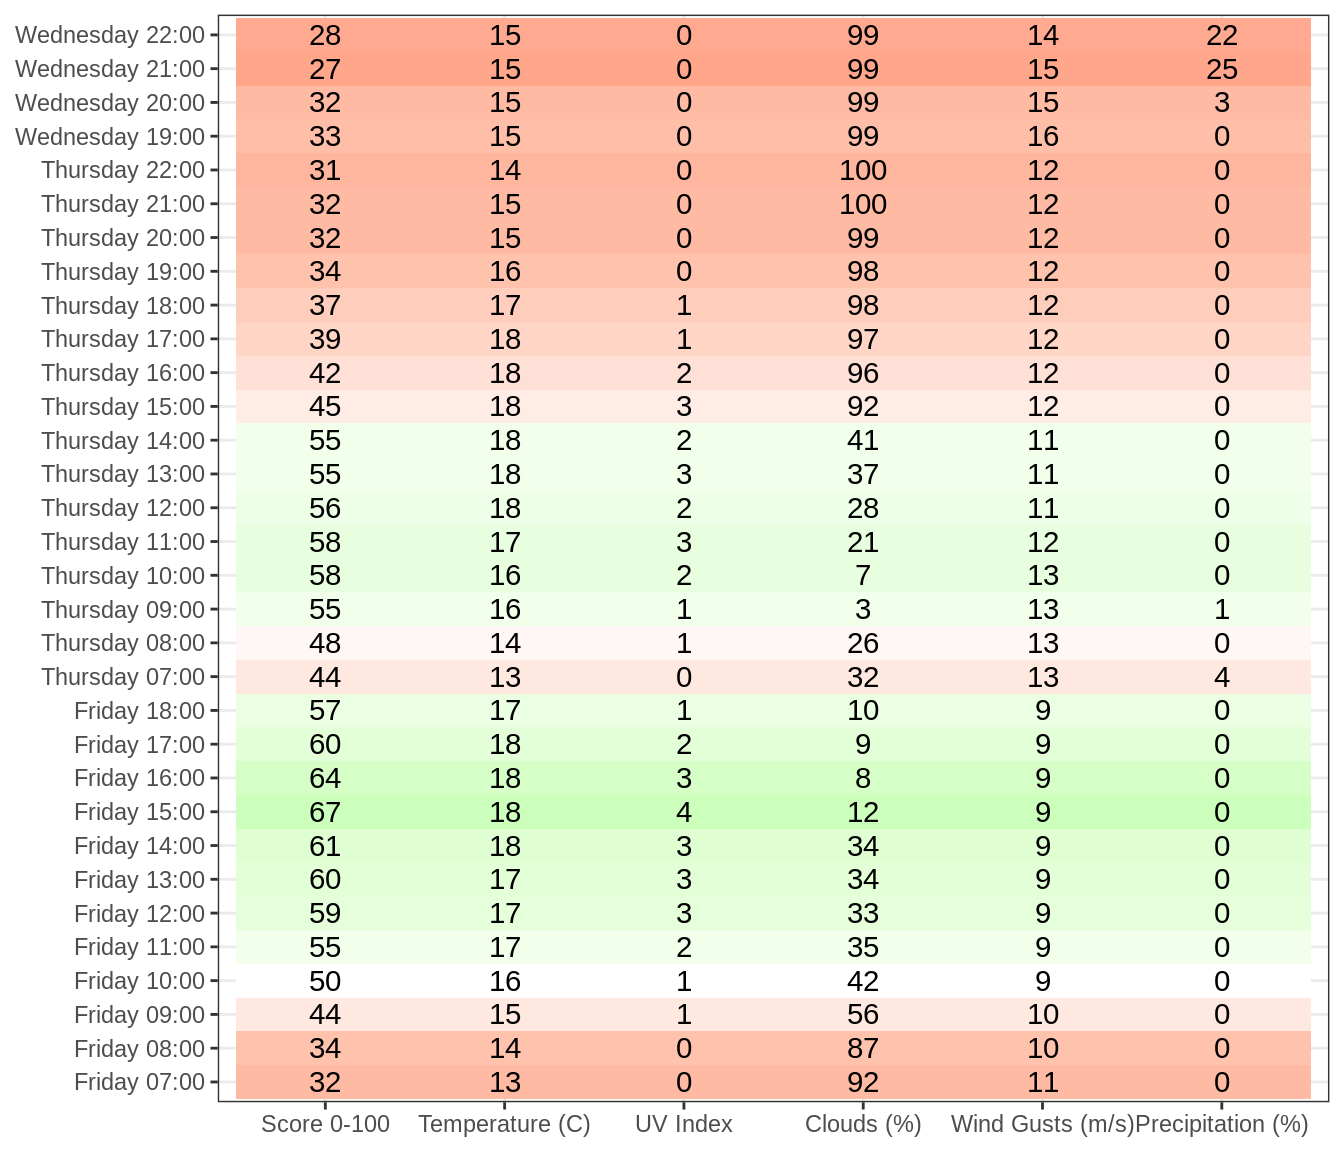 Wednesday 22:00 28 15 0 99 14 22
Wednesday 21:00 27 15 0 99 15 25
Wednesday 20:00 32 15 0 99 15 3
Wednesday 19:00 33 15 0 99 16 0
Thursday 22:00 31 14 0 100 12 0
Thursday 21:00 32 15 0 100 12 0
Thursday 20:00 32 15 0 99 12 0
Thursday 19:00 34 16 0 98 12 0
Thursday 18:00 37 17 1 98 12 0
Thursday 17:00 39 18 1 97 12 0
Thursday 16:00 42 18 2 96 12 0
Thursday 15:00 45 18 3 92 12 0
Thursday 14:00 55 18 2 41 11 0
Thursday 13:00 55 18 3 37 11 0
Thursday 12:00 56 18 2 28 11 0
Thursday 11:00 58 17 3 21 12 0
Thursday 10:00 58 16 2 7 13 0
Thursday 09:00 55 16 1 3 13 1
Thursday 08:00 48 14 1 26 13 0
Thursday 07:00 44 13 0 32 13 4
Friday 18:00 57 17 1 10 9 0
Friday 17:00 60 18 2 9 9 0
Friday 16:00 64 18 3 8 9 0
Friday 15:00 67 18 4 12 9 0
Friday 14:00 61 18 3 34 9 0
Friday 13:00 60 17 3 34 9 0
Friday 12:00 59 17 3 33 9 0
Friday 11:00 55 17 2 35 9 0
Friday 10:00 50 16 1 42 9 0
Friday 09:00 44 15 1 56 10 0
Friday 08:00 34 14 0 87 10 0
Friday 07:00 32 13 0 92 11 0
Score 0-100 Temperature (C) UV Index Clouds (%) Wind Gusts (m/s) Precipitation (%)